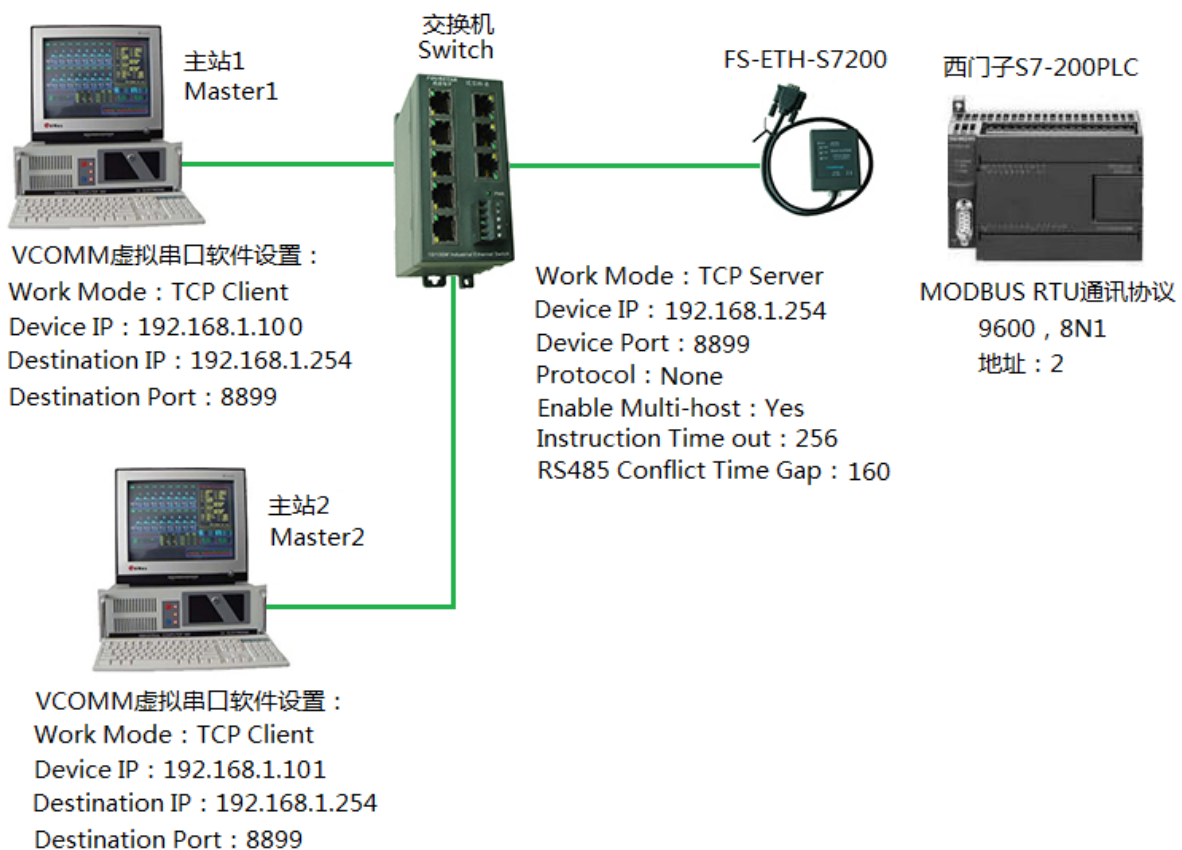 主站1
Master1
交换机
Switch
FS-ETH-S7200
西门子S7-200PLC
VCOMM虚拟串口软件设置：
Work Mode：TCP Client
Device IP：192.168.1.100
Destination IP：192.168.1.254
Destination Port：8899
Work Mode：TCP Server
Device IP：192.168.1.254
Device Port：8899
Protocol：None
Enable Multi-host：Yes
Instruction Time out：256
RS485 Conflict Time Gap：160
MODBUS RTU通讯协议
9600，8N1
地址：2
主站2
Master2
VCOMM虚拟串口软件设置：
Work Mode：TCP Client
Device IP：192.168.1.101
Destination IP：192.168.1.254
Destination Port：8899